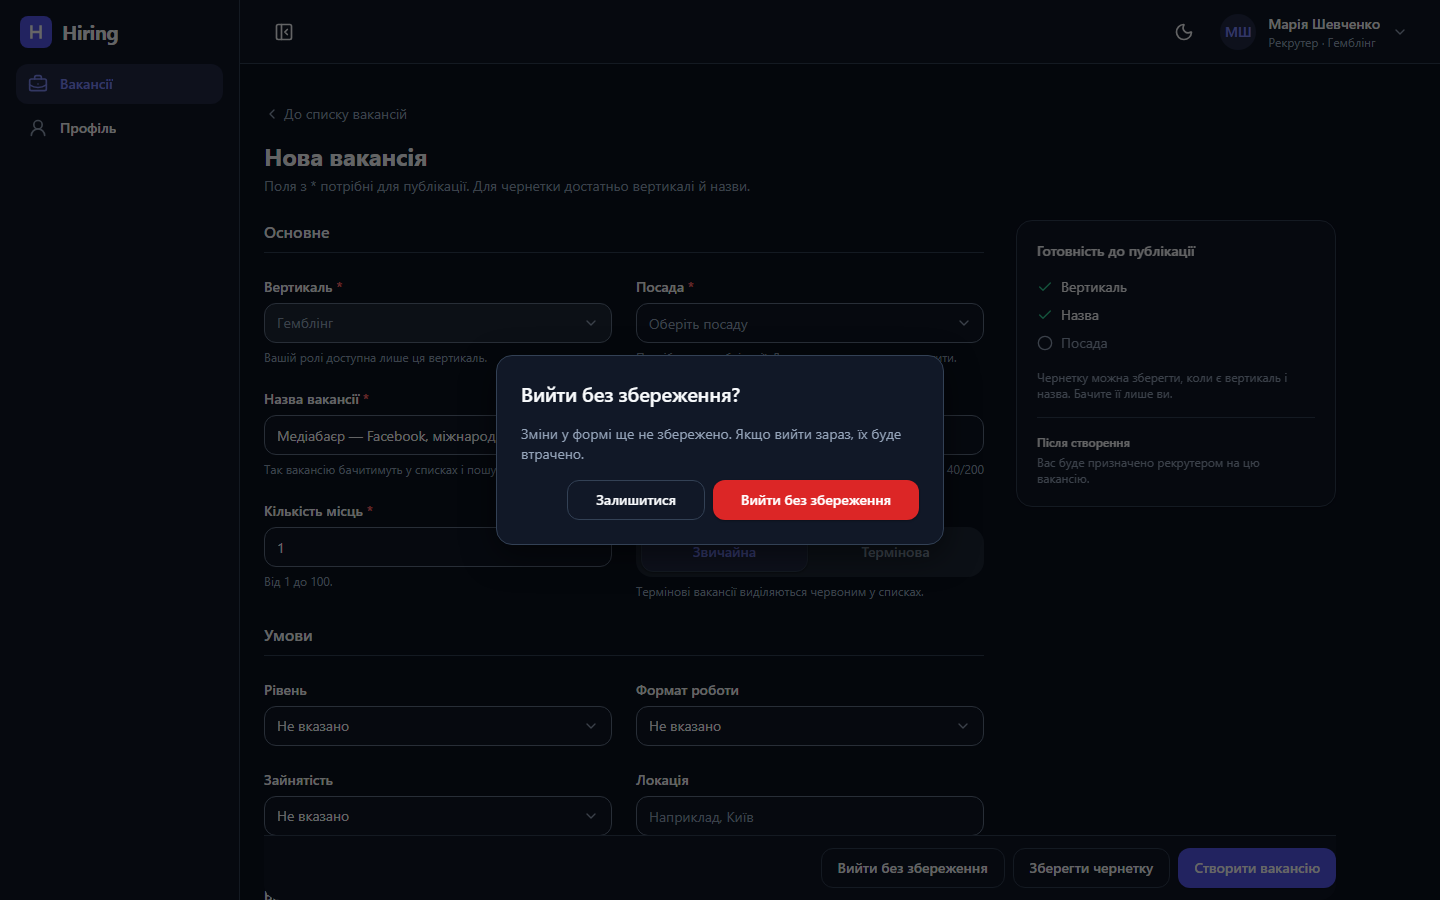 Hiring
Вакансії
Профіль
МШ
Марія Шевченко
Рекрутер · Гемблінг
До списку вакансій
Нова вакансія
Поля з * потрібні для публікації. Для чернетки достатньо вертикалі й назви.
Основне
Вертикаль *
Гемблінг
Вашій ролі доступна лише ця вертикаль.
Посада *
Оберіть посаду
Назва вакансії *
Медіабаєр — Facebook, міжнарод
Так вакансію бачитимуть у списках і пошу
40/200
Кількість місць *
1
Від 1 до 100.
Звичайна
Термінова
Термінові вакансії виділяються червоним у списках.
Вийти без збереження?
Зміни у формі ще не збережено. Якщо вийти зараз, їх буде
втрачено.
Залишитися
Вийти без збереження
Умови
Рівень
Не вказано
Формат роботи
Не вказано
Зайнятість
Не вказано
Локація
Наприклад, Київ
Готовність до публікації
Вертикаль
Назва
Посада
Чернетку можна зберегти, коли є вертикаль і
назва. Бачите її лише ви.
Після створення
Вас буде призначено рекрутером на цю
вакансію.
Вийти без збереження
Зберегти чернетку
Створити вакансію